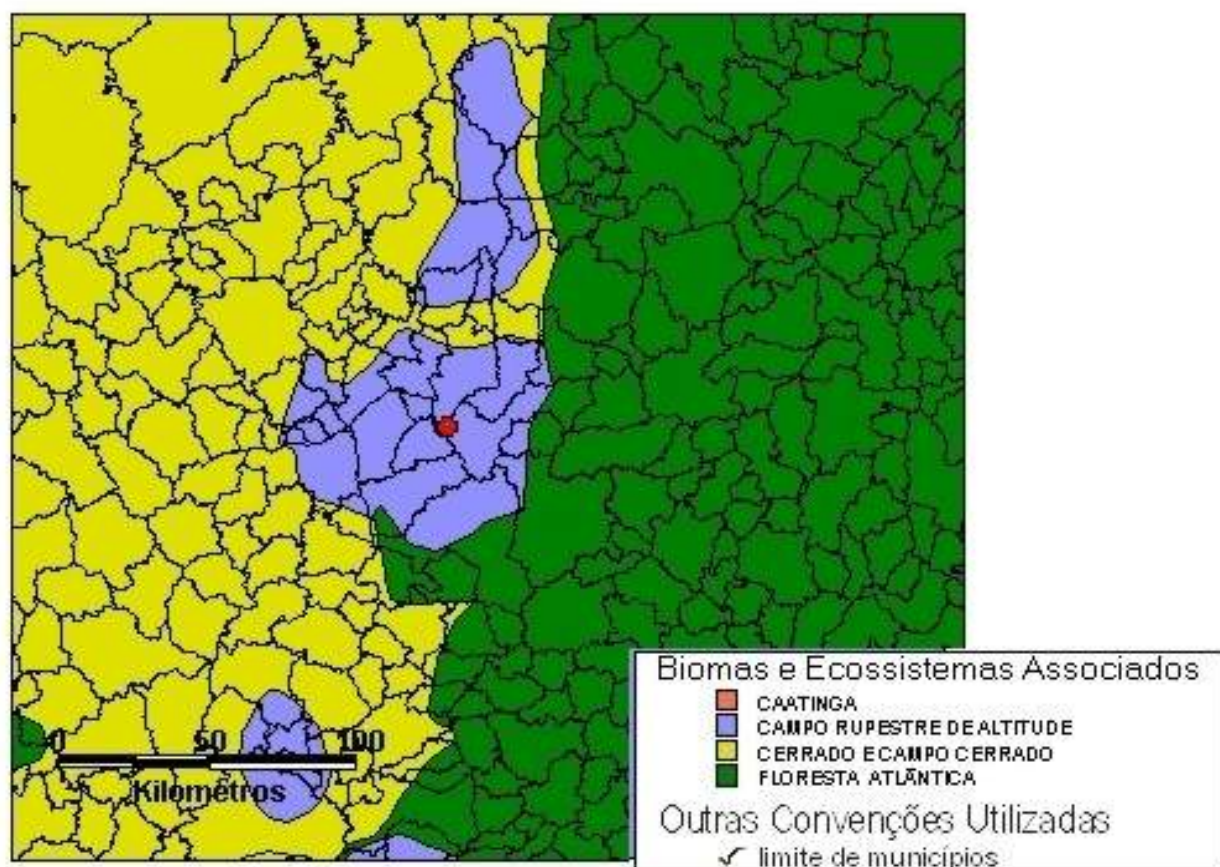 0 50 100
Kilometros
Biomas e Ecossistemas Associados
CAATINGA
CAMPO RUPESTRE DE ALTITUDE
CERRADO E CAMPO CERRADO
FLORESTA ATLÂNTICA
Outras Convenções Utilizadas
limite de municípios